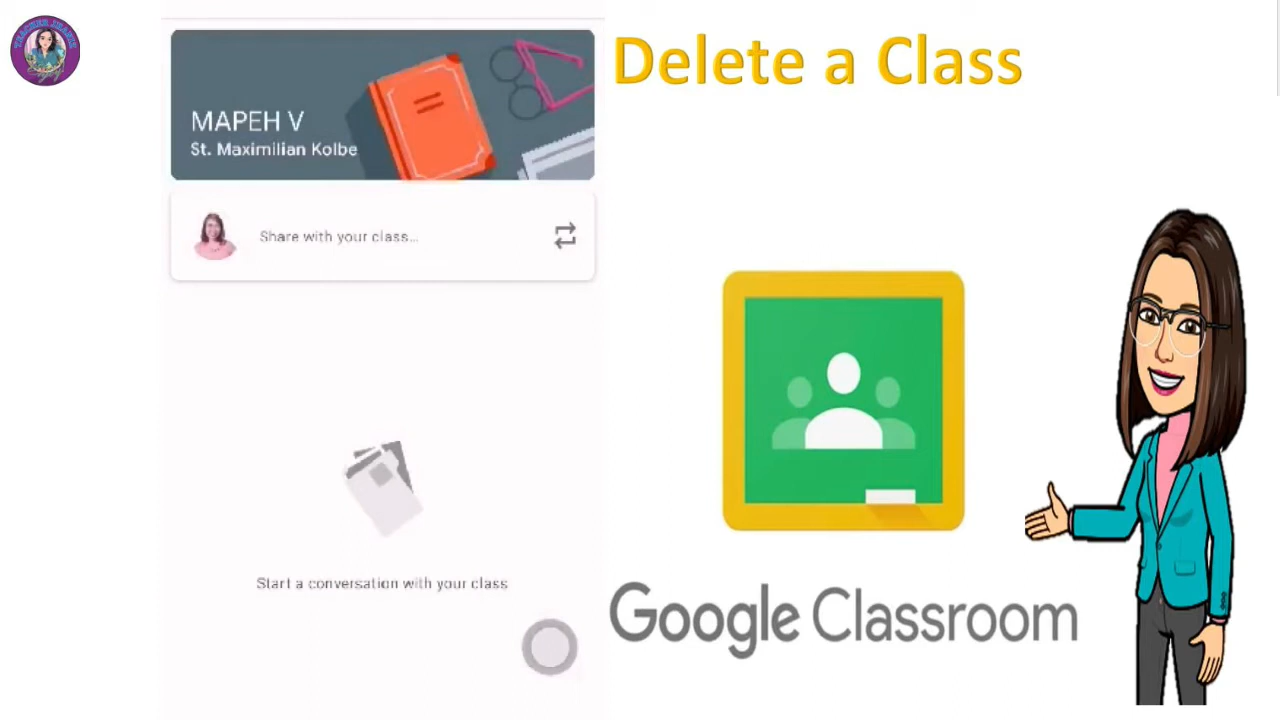 Delete a Class
MAPEH V
St. Maximilian Kolbe
Share with your class...
Start a conversation with your class
Google Classroom